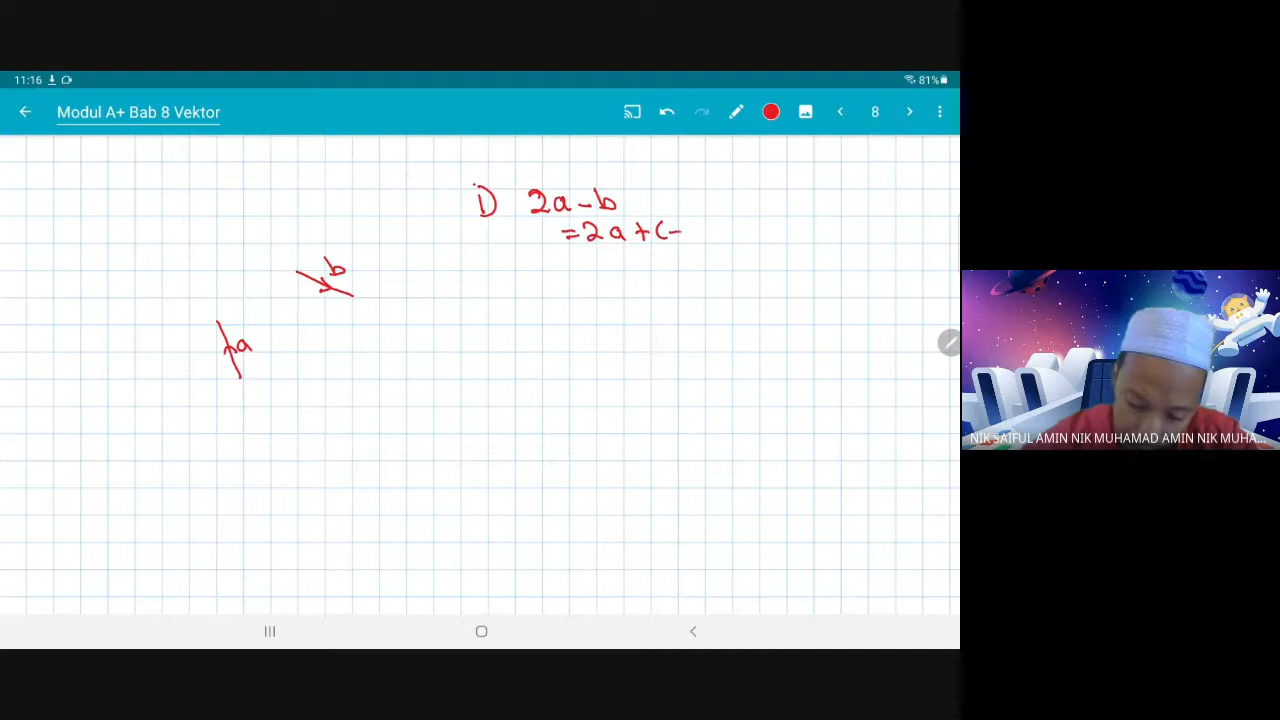 11:16
81%
Modul A+ Bab 8 Vektor
8
i) 2a - b
= 2a + (-
b
a
NIK SAIFUL AMIN NIK MUHAMAD AMIN NIK MUHA...